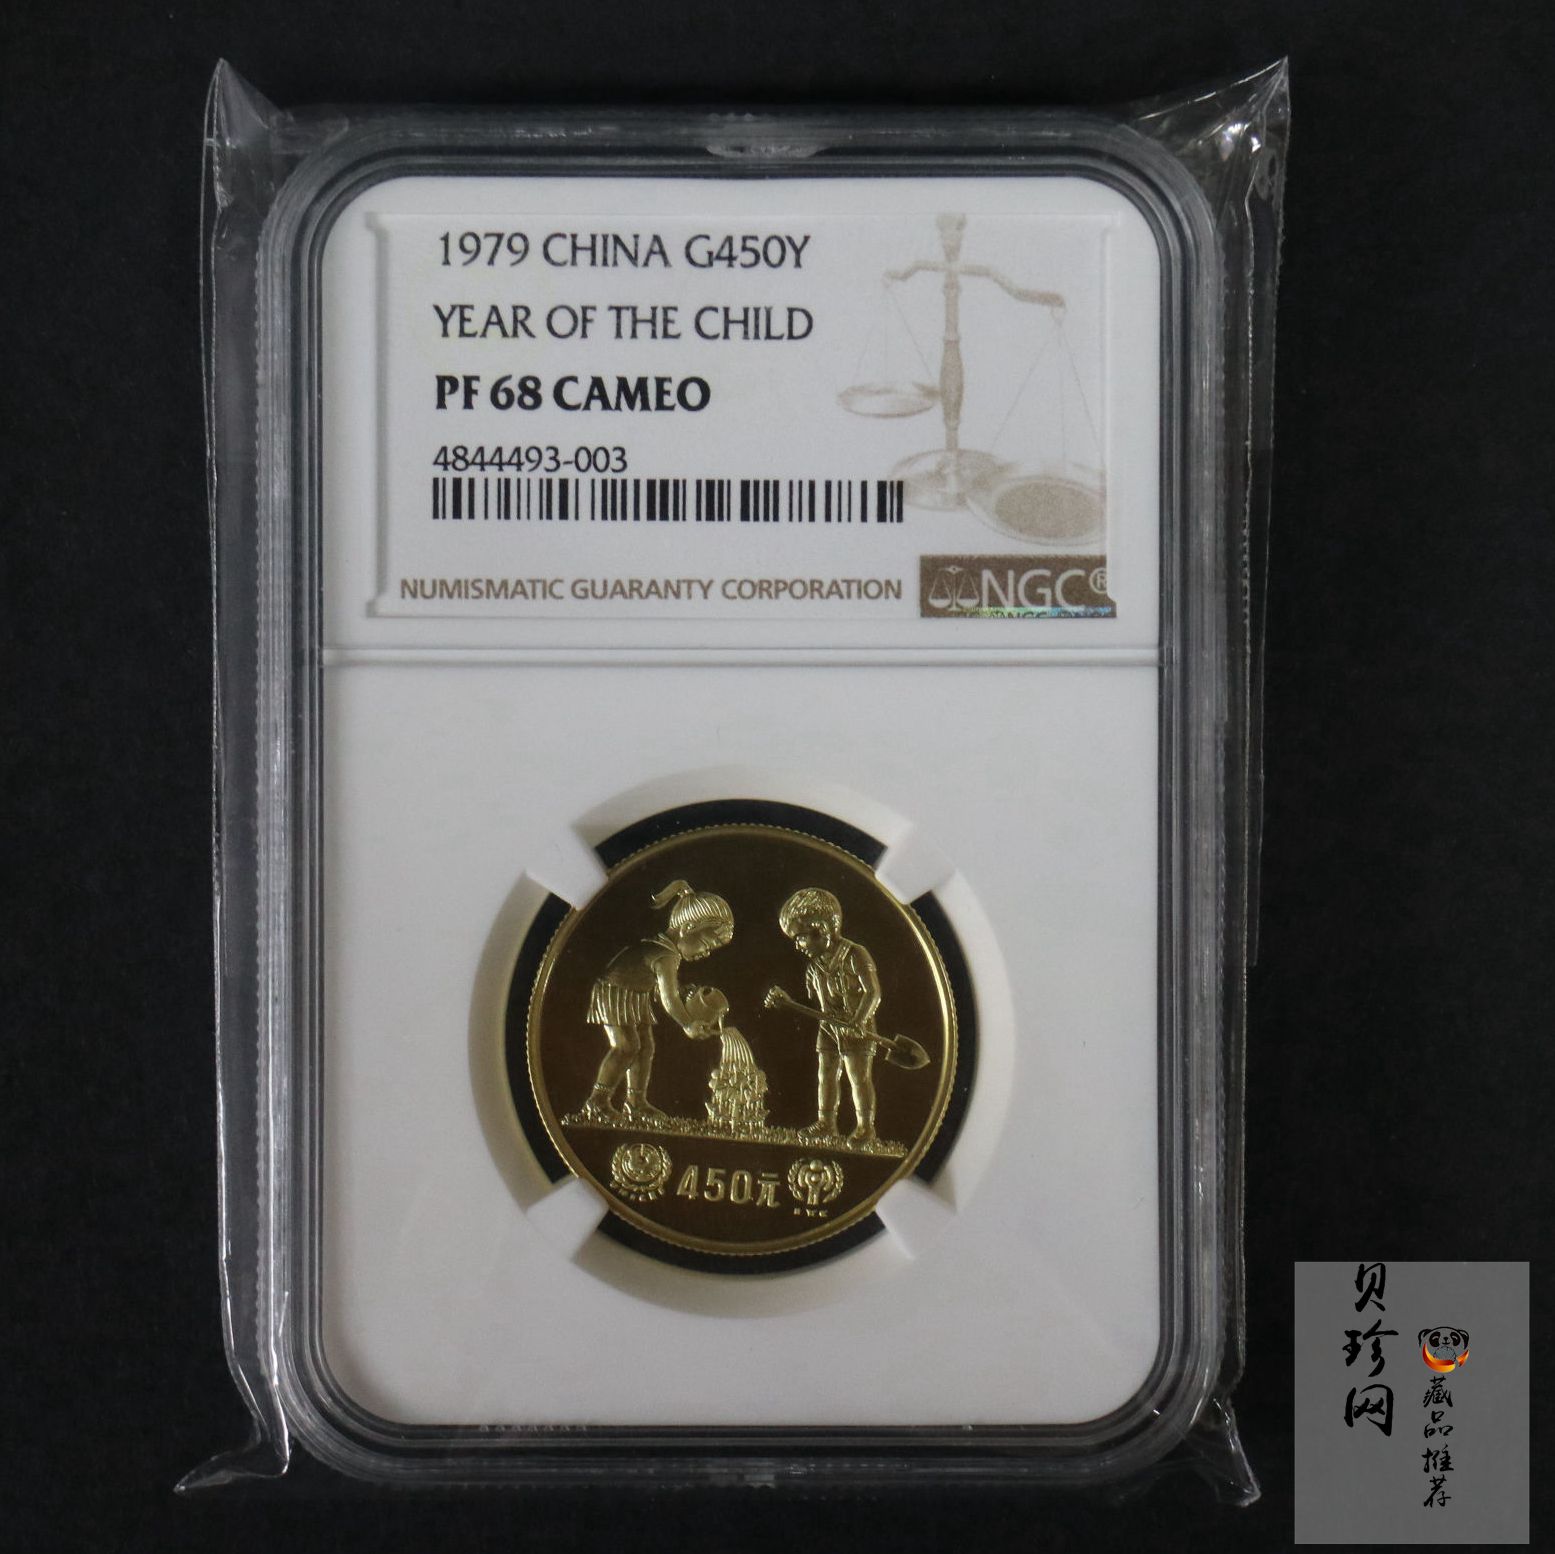 1979 CHINA G450Y
YEAR OF THE CHILD
PF 68 CAMEO
4844493-003
NUMISMATIC GUARANTY CORPORATION
NGC®
450元
贝珍网
藏品推荐